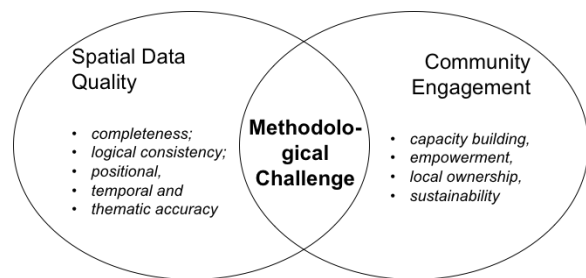 Spatial Data
Quality
• completeness;
• logical consistency;
• positional,
• temporal and
• thematic accuracy
Methodolo-
gical
Challenge
Community
Engagement
• capacity building,
• empowerment,
• local ownership,
• sustainability